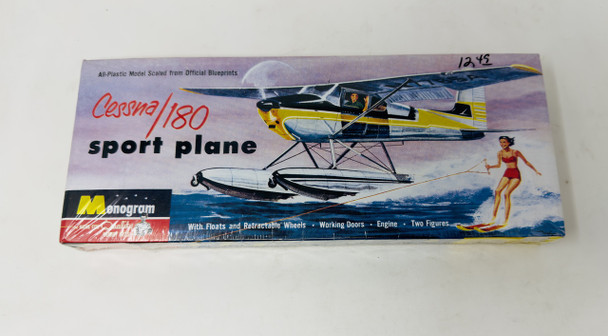 All-Plastic Model Scaled from Official Blueprints
12,45
Cessna/180
sport plane
Monogram
With Floats and Retractable Wheels • Working Doors • Engine • Two Figures